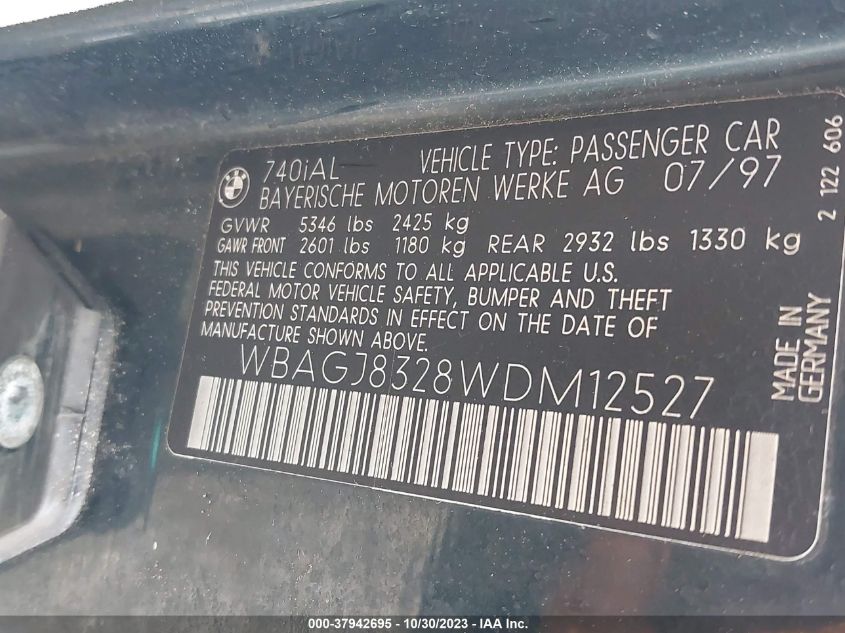 BMW
740iAL VEHICLE TYPE: PASSENGER CAR
BAYERISCHE MOTOREN WERKE AG 07/97
GVWR 5346 lbs 2425 kg
GAWR FRONT 2601 lbs 1180 kg REAR 2932 lbs 1330 kg
THIS VEHICLE CONFORMS TO ALL APPLICABLE U.S.
FEDERAL MOTOR VEHICLE SAFETY, BUMPER AND THEFT
PREVENTION STANDARDS IN EFFECT ON THE DATE OF
MANUFACTURE SHOWN ABOVE.
WBAGJ8328WDM12527
MADE IN
GERMANY
2 122 606
000-37942695 - 10/30/2023 - IAAI.COM